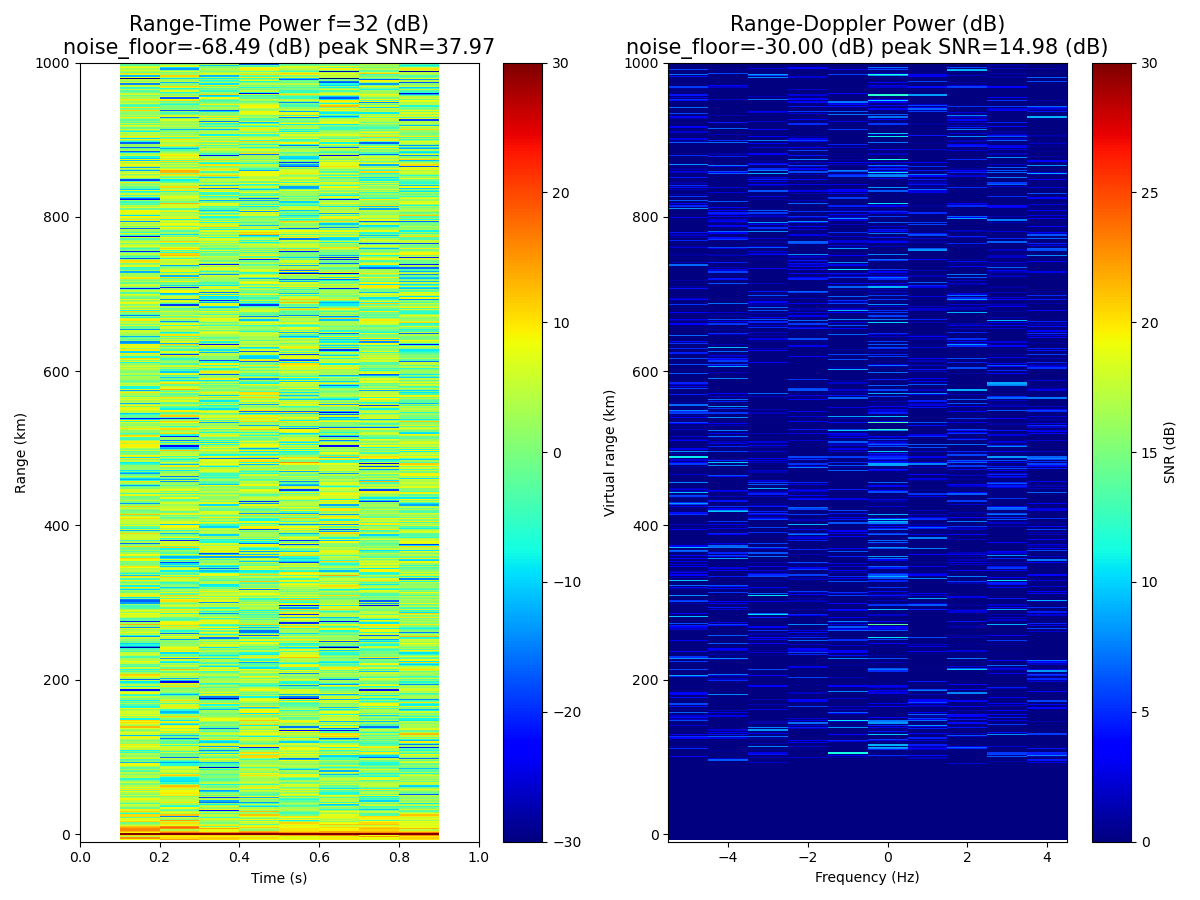 Range-Time Power f=32 (dB)
noise_floor=-68.49 (dB) peak SNR=37.97
Range (km)
1000
800
600
400
200
0
0.0 0.2 0.4 0.6 0.8 1.0
Time (s)
30
20
10
0
−10
−20
−30
Range-Doppler Power (dB)
noise_floor=-30.00 (dB) peak SNR=14.98 (dB)
Virtual range (km)
1000
800
600
400
200
0
−4 −2 0 2 4
Frequency (Hz)
30
25
20
15
10
5
0
SNR (dB)